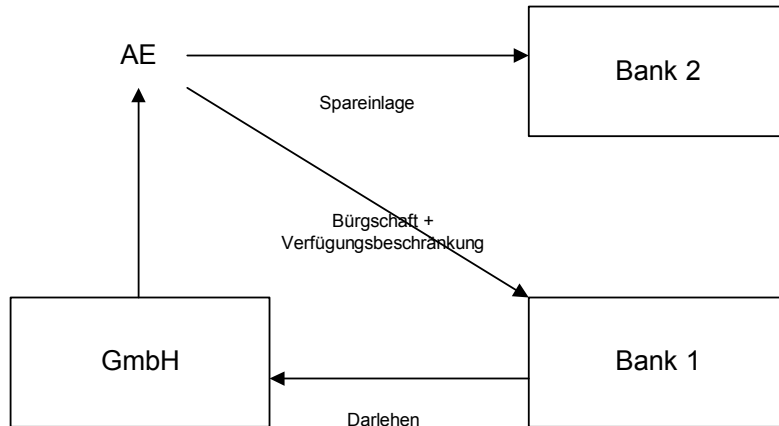 AE
Bank 2
Spareinlage
Bürgschaft +
Verfügungsbeschränkung
GmbH
Bank 1
Darlehen